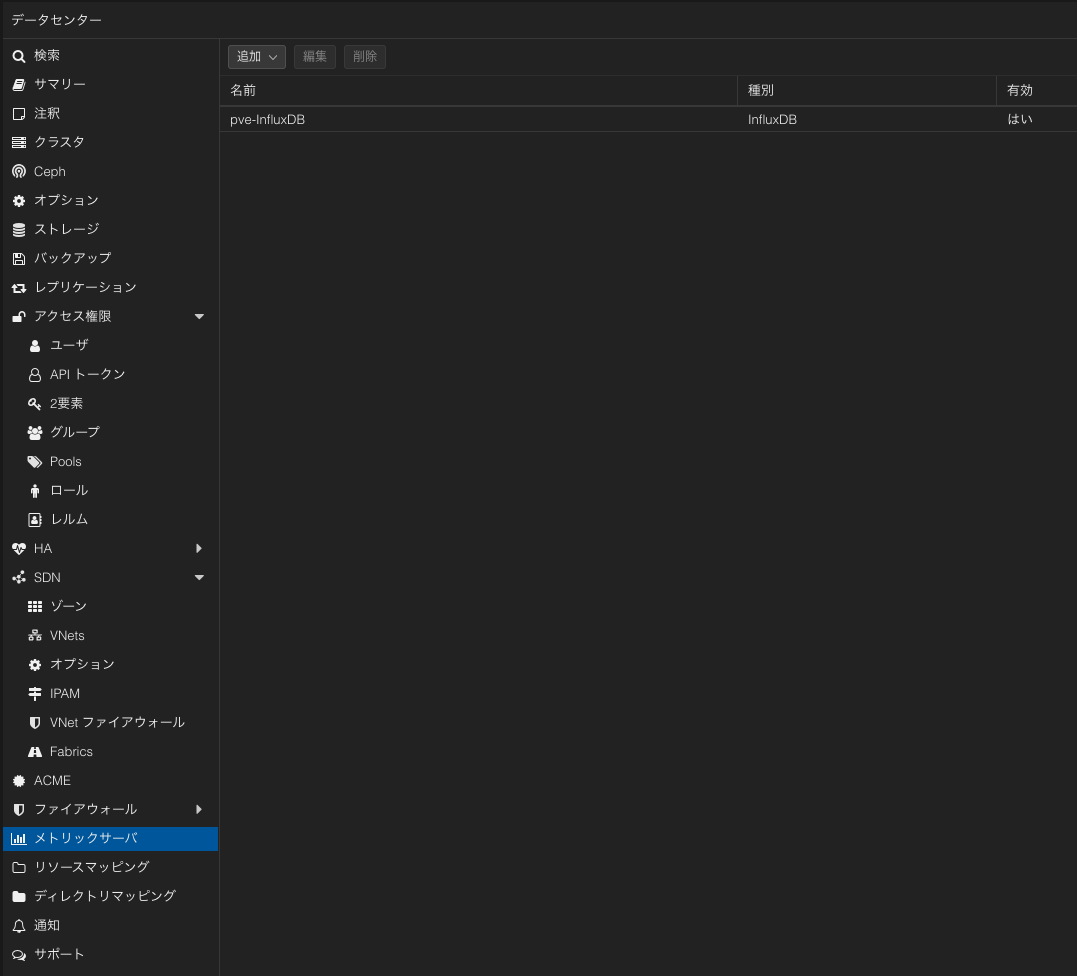 データセンター
検索
サマリー
注釈
クラスタ
Ceph
オプション
ストレージ
バックアップ
レプリケーション
アクセス権限
ユーザ
API トークン
2要素
グループ
Pools
ロール
レルム
HA
SDN
ゾーン
VNets
オプション
IPAM
VNet ファイアウォール
Fabrics
ACME
ファイアウォール
メトリックサーバ
リソースマッピング
ディレクトリマッピング
通知
サポート
追加 編集 削除
名前 種別 有効
pve-InfluxDB InfluxDB はい